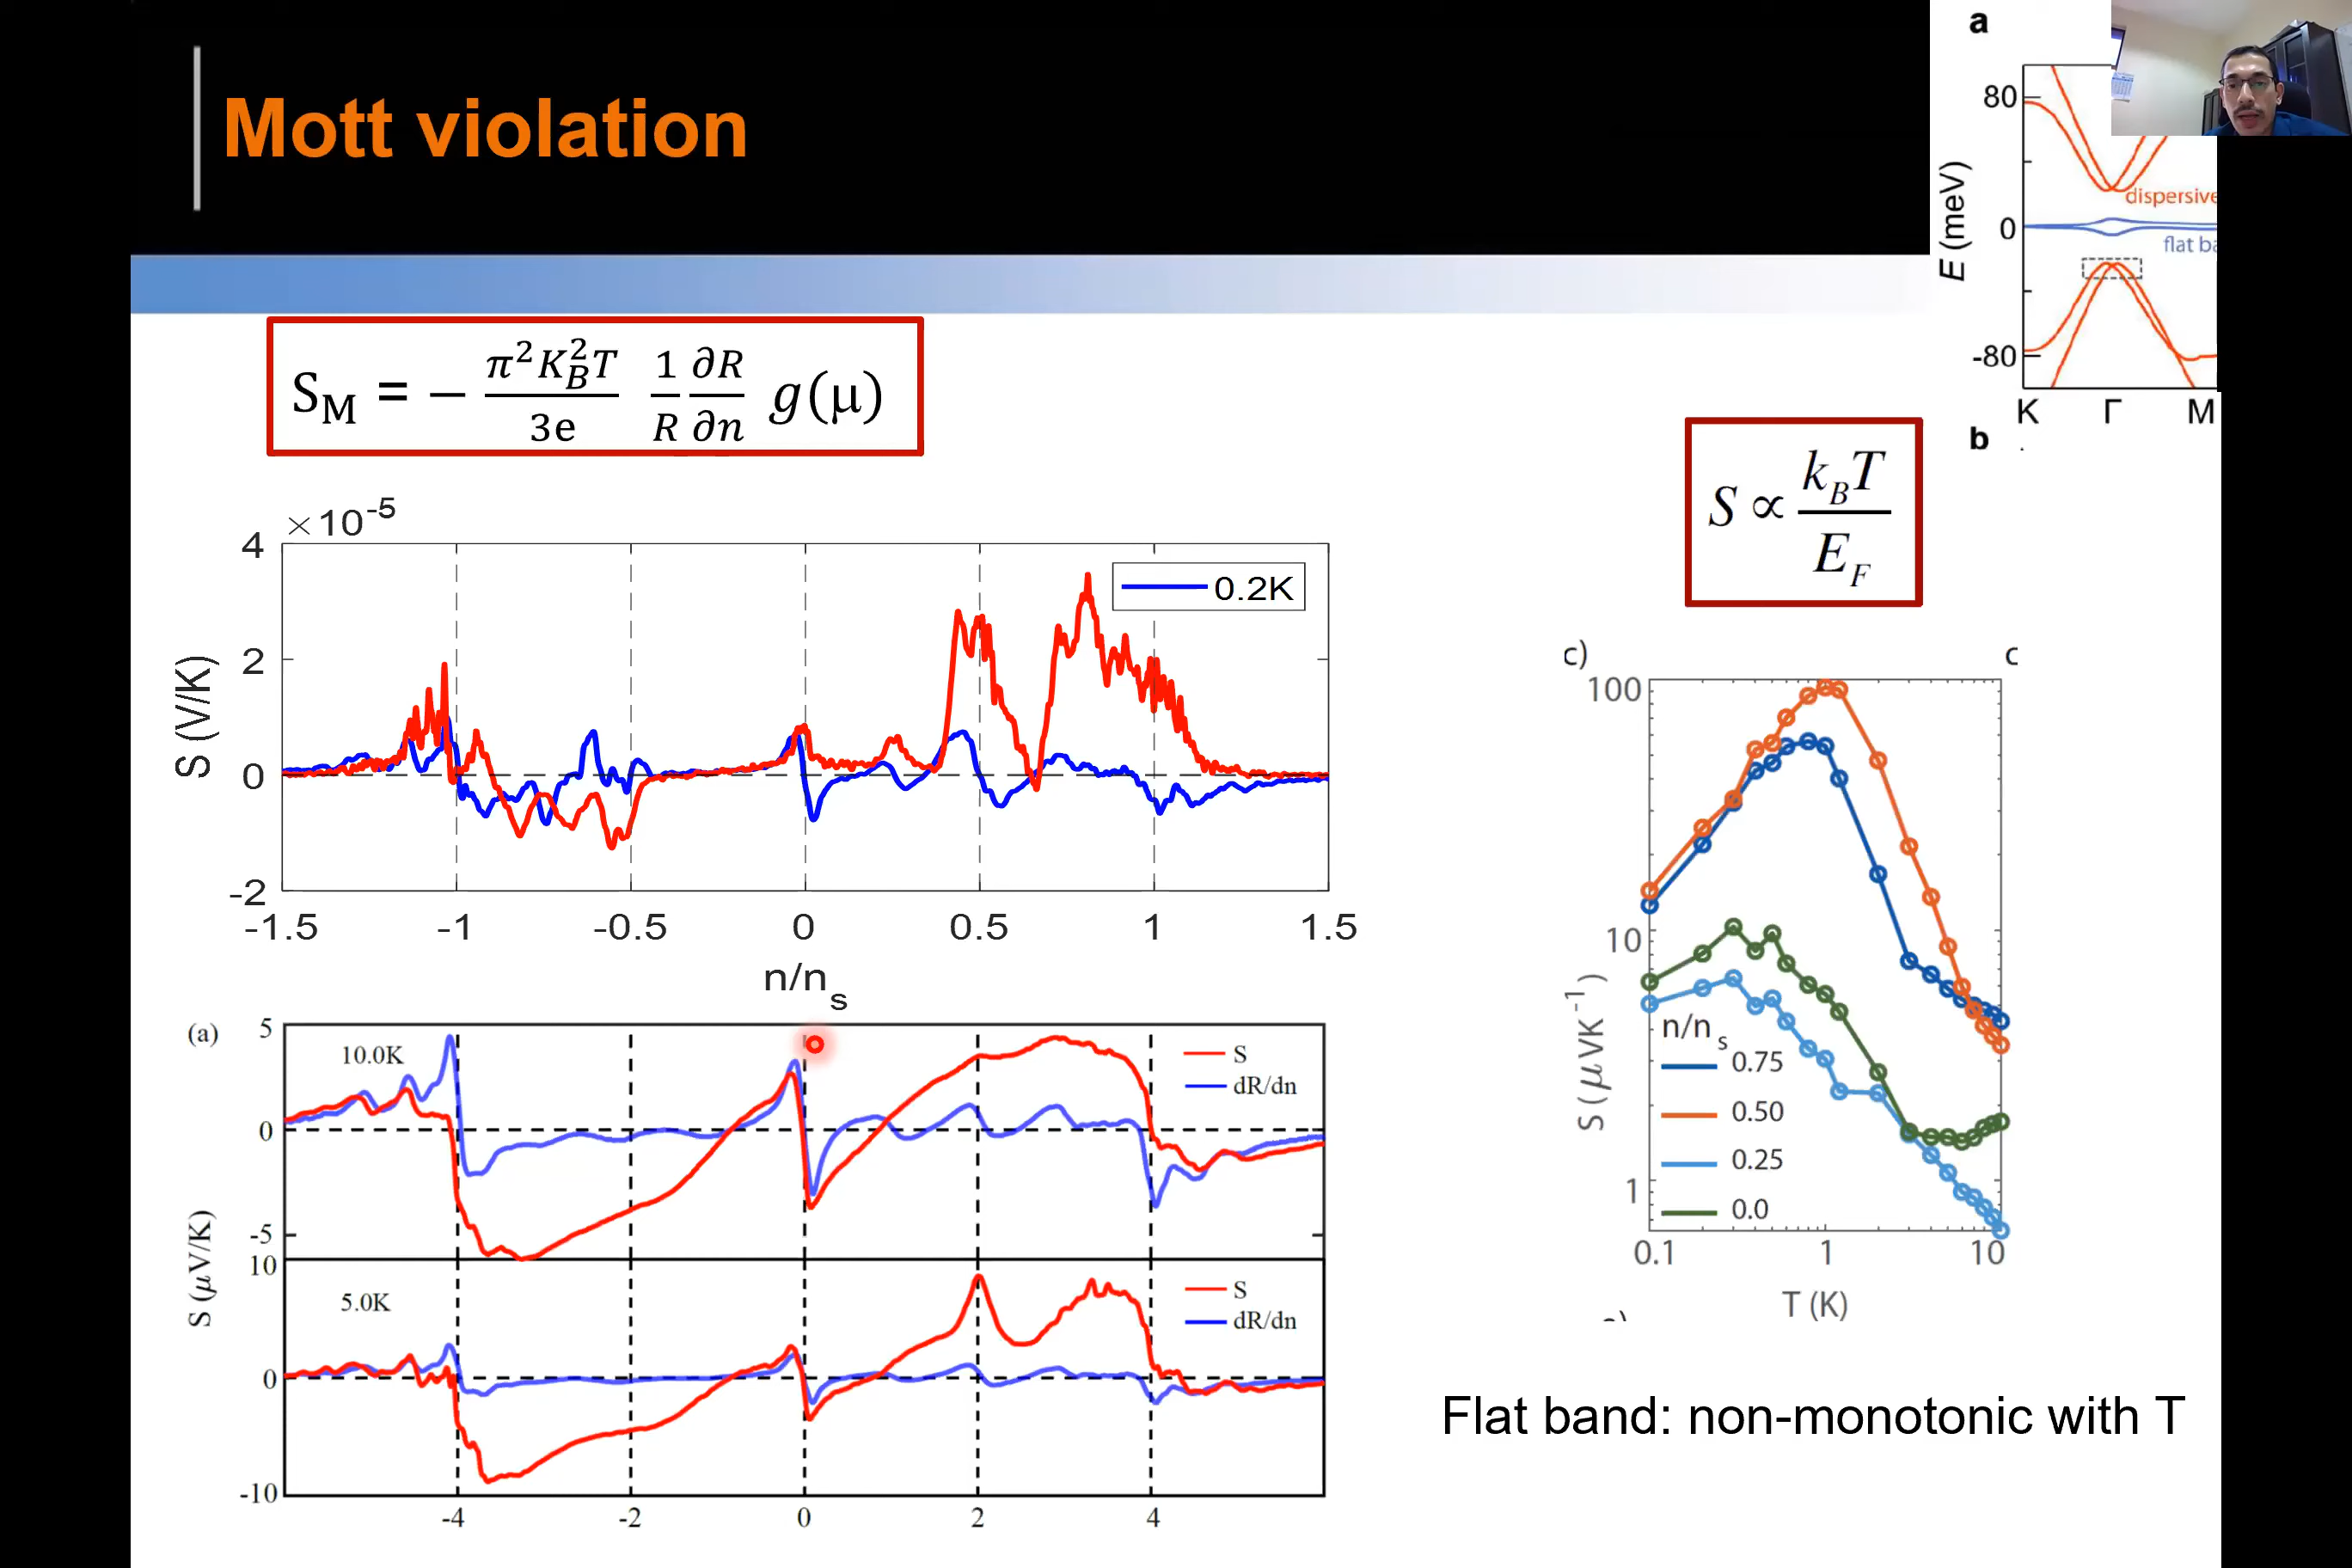 Mott violation
a
80
0
-80
E (meV)
dispersive
flat ba
K Γ M
b
S_M = − π²K_B²T / 3e 1/R ∂R/∂n g(μ)
S ∝ k_BT / E_F
×10⁻⁵
4
2
0
-2
S (V/K)
0.2K
-1.5 -1 -0.5 0 0.5 1 1.5
n/n_s
(a)
5
0
-5
10.0K
S
dR/dn
10
0
-10
5.0K
S
dR/dn
S (μV/K)
-4 -2 0 2 4
c) c
100
10
1
S (μVK⁻¹)
n/n_s
0.75
0.50
0.25
0.0
0.1 1 10
T (K)
Flat band: non-monotonic with T